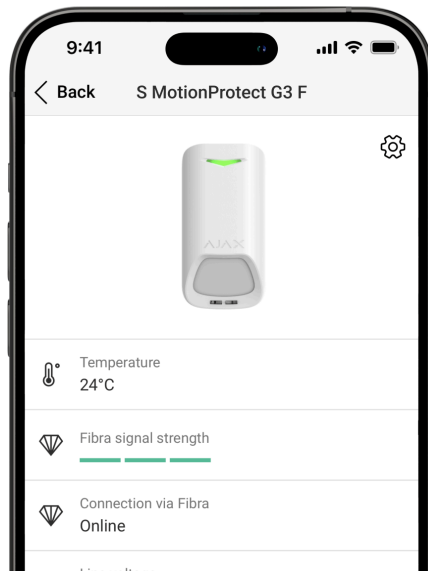 9:41
Back S MotionProtect G3 F
AJAX
Temperature
24°C
Fibra signal strength
Connection via Fibra
Online